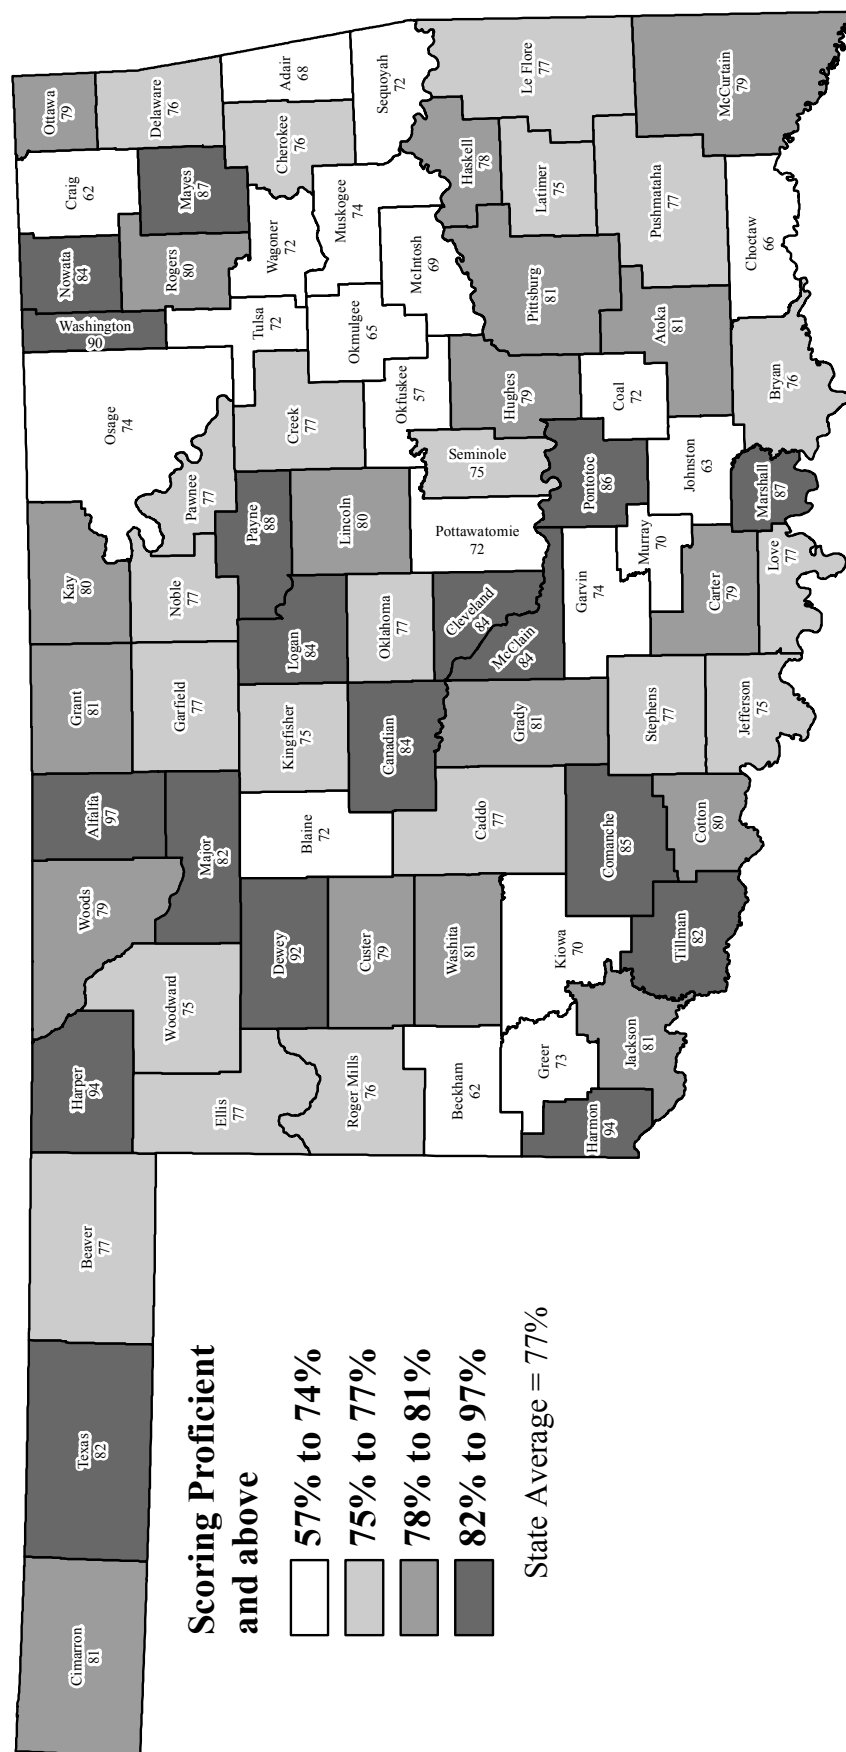 Cimarron
81
Texas
82
Beaver
77
Harper
94
Woods
79
Alfalfa
97
Grant
81
Kay
80
Osage
74
Washington
90
Nowata
84
Craig
62
Ottawa
79
Ellis
77
Woodward
75
Major
82
Garfield
77
Noble
77
Pawnee
77
Rogers
80
Mayes
87
Delaware
76
Roger Mills
76
Dewey
92
Blaine
72
Kingfisher
75
Logan
84
Payne
88
Creek
77
Tulsa
72
Wagoner
72
Cherokee
76
Adair
68
Custer
79
Canadian
84
Oklahoma
77
Lincoln
80
Okfuskee
57
Okmulgee
65
Muskogee
74
Sequoyah
72
Beckham
62
Washita
81
Caddo
77
Grady
81
McClain
84
Cleveland
84
Pottawatomie
72
Seminole
75
Hughes
79
McIntosh
69
Haskell
78
Le Flore
77
Pittsburg
81
Latimer
75
Greer
73
Kiowa
70
Comanche
85
Stephens
77
Garvin
74
Pontotoc
86
Coal
72
Harmon
94
Jackson
81
Tillman
82
Cotton
80
Jefferson
75
Carter
79
Murray
70
Johnston
63
Atoka
81
Pushmataha
77
McCurtain
79
Love
77
Marshall
87
Bryan
76
Choctaw
66
Scoring Proficient
and above
57% to 74%
75% to 77%
78% to 81%
82% to 97%
State Average = 77%